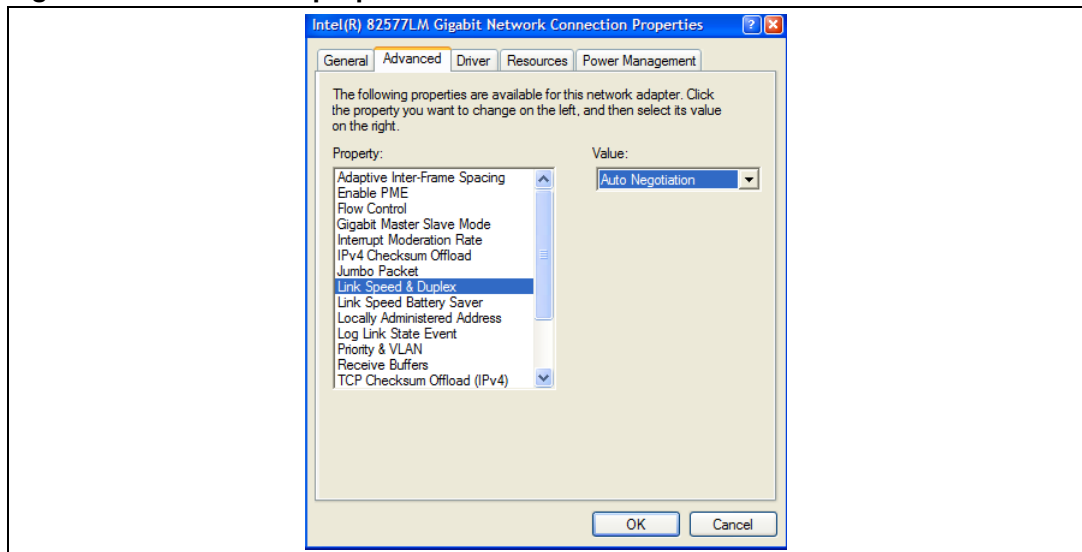 Intel(R) 82577LM Gigabit Network Connection Properties
General Advanced Driver Resources Power Management
The following properties are available for this network adapter. Click
the property you want to change on the left, and then select its value
on the right.
Property:
Value:
Adaptive Inter-Frame Spacing
Enable PME
Flow Control
Gigabit Master Slave Mode
Interrupt Moderation Rate
IPv4 Checksum Offload
Jumbo Packet
Link Speed & Duplex
Link Speed Battery Saver
Locally Administered Address
Log Link State Event
Priority & VLAN
Receive Buffers
TCP Checksum Offload (IPv4)
Auto Negotiation
OK Cancel